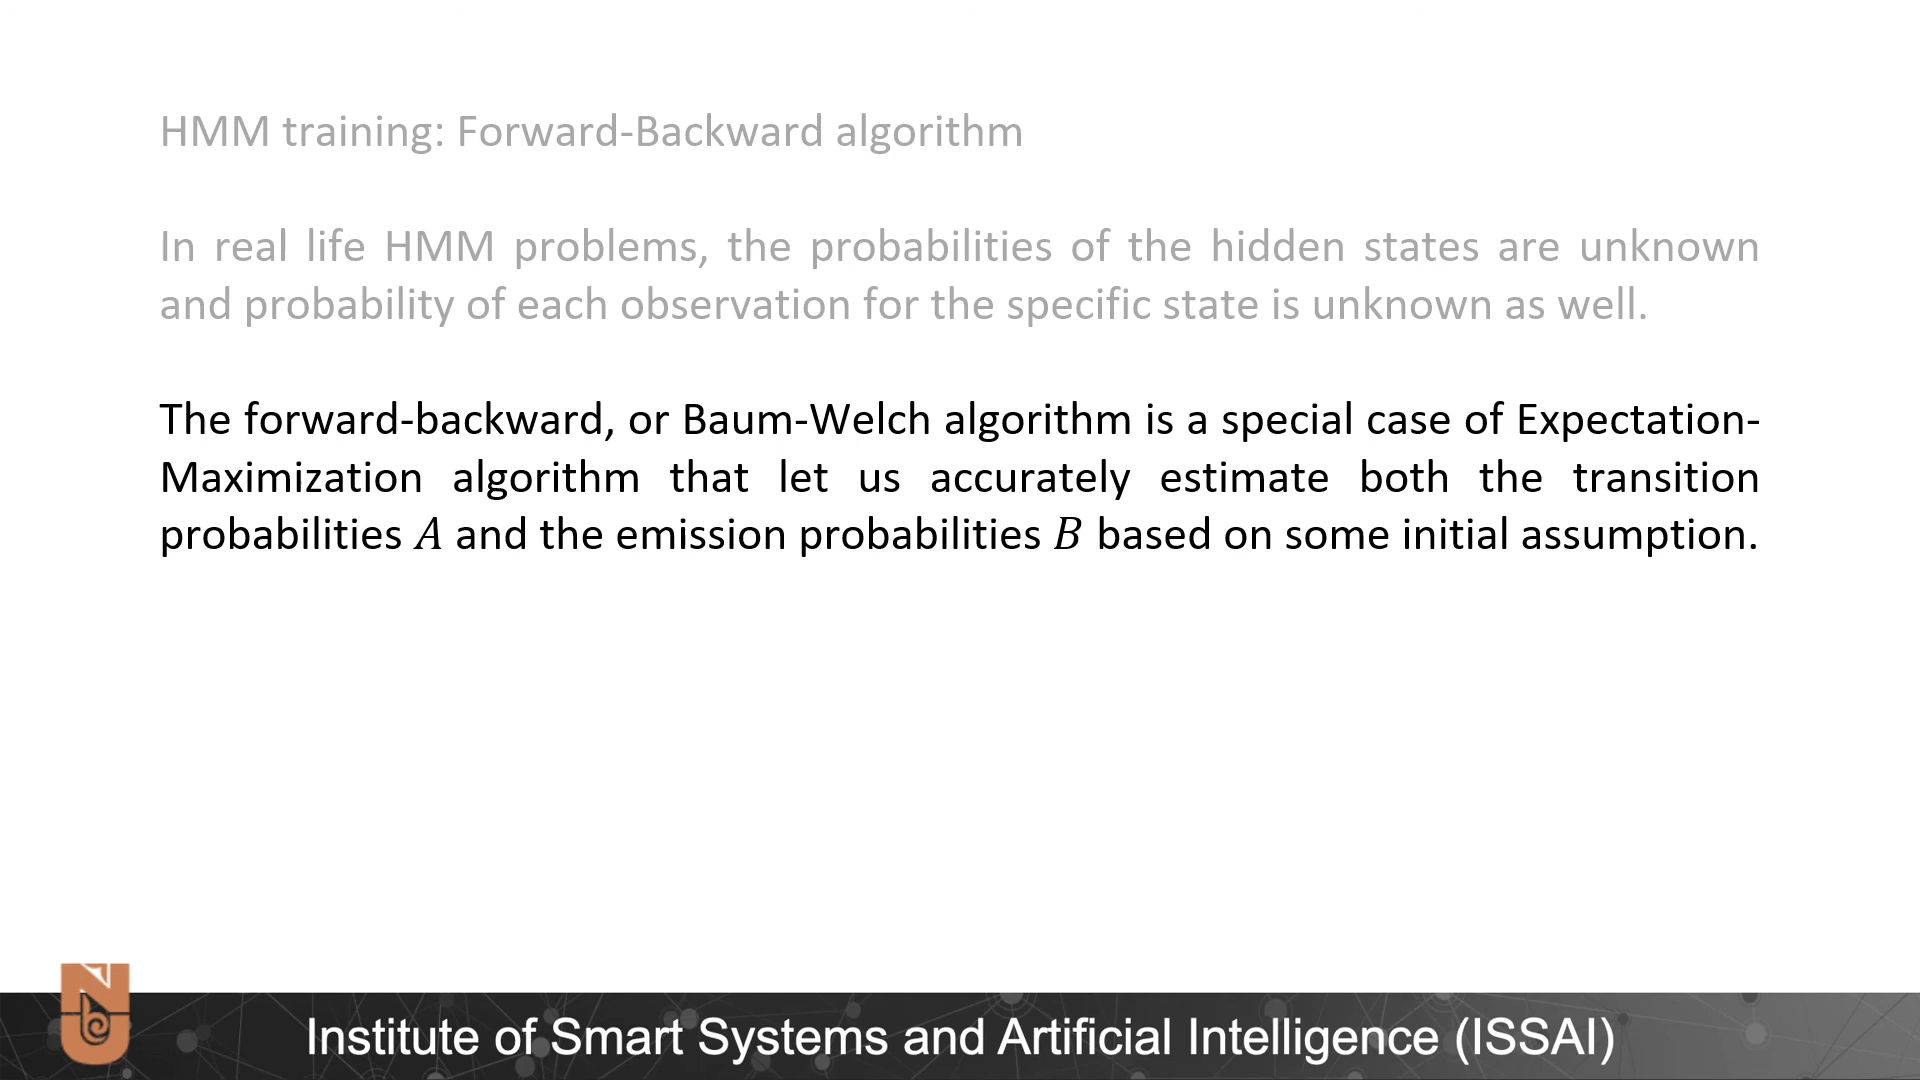 HMM training: Forward-Backward algorithm
In real life HMM problems, the probabilities of the hidden states are unknown
and probability of each observation for the specific state is unknown as well.
The forward-backward, or Baum-Welch algorithm is a special case of Expectation-
Maximization algorithm that let us accurately estimate both the transition
probabilities A and the emission probabilities B based on some initial assumption.
Institute of Smart Systems and Artificial Intelligence (ISSAI)